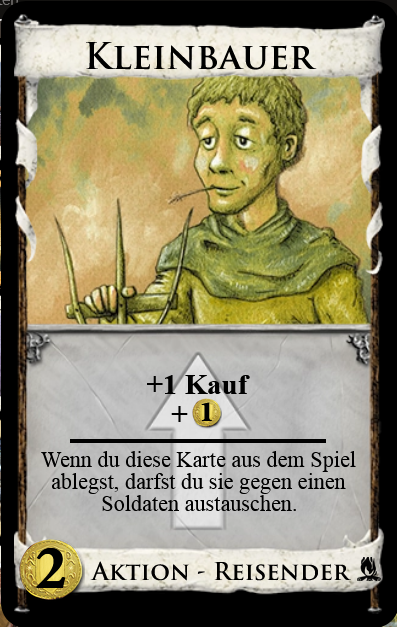 Kleinbauer
+1 Kauf
+ 1
Wenn du diese Karte aus dem Spiel
ablegst, darfst du sie gegen einen
Soldaten austauschen.
2 Aktion - Reisender